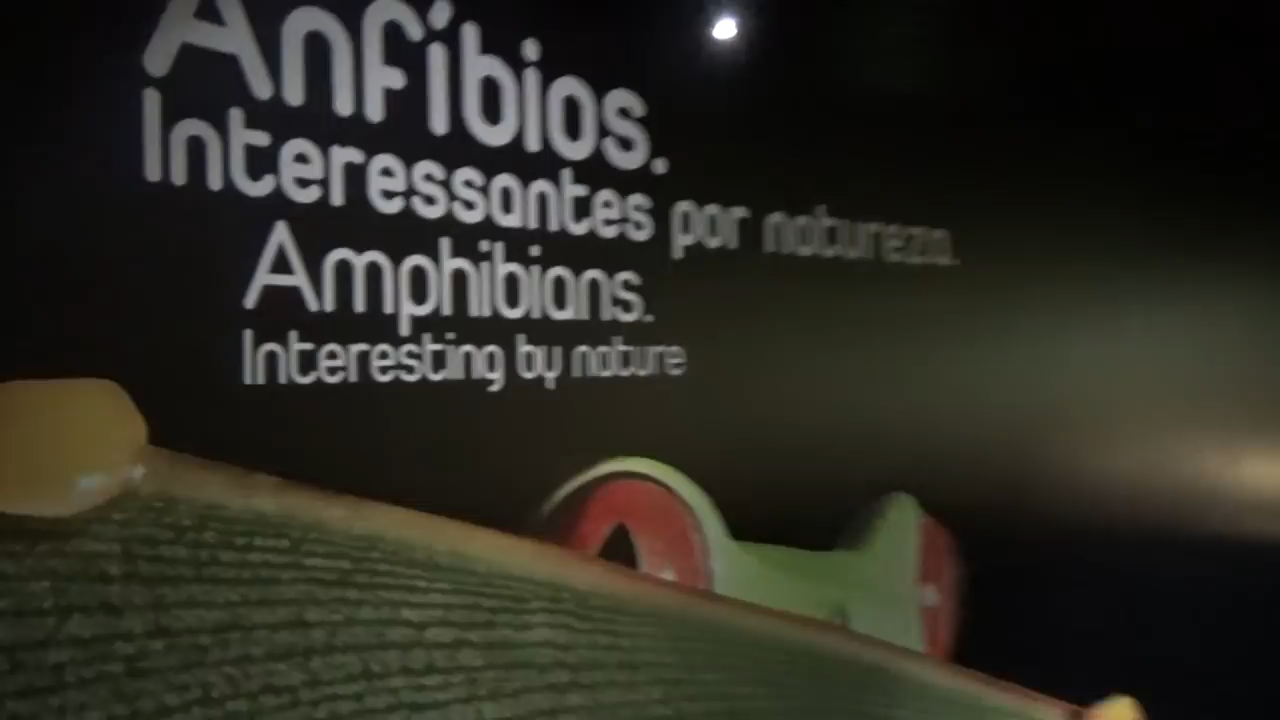 Anfíbios.
Interessantes por natureza.
Amphibians.
Interesting by nature